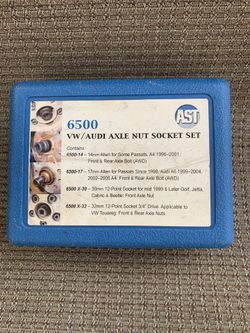 6500
AST
VW/AUDI AXLE NUT SOCKET SET
Contains:
6500-14 - 14mm Allen for Some Passats, A4 1996-2001
Front & Rear Axle Bolt (AWD)
6500-17 - 17mm Allen for Passats Since 1998, Audi A6 1999-2004,
2002-2005 A4 Front & Rear Axle Bolt (AWD)
6500 X-30 - 30mm 12-Point Socket for mid 1999 & Later Golf, Jetta,
Cabrio & Beetle: Front Axle Nut
6500 X-32 - 32mm 12-Point Socket 3/4" Drive. Applicable to
VW Touareg: Front & Rear Axle Nuts